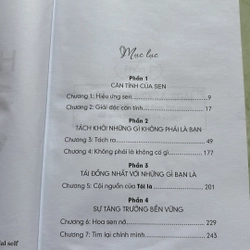 Mục lục
Phần 1
CĂN TÍNH CỦA SEN
Chương 1: Hiệu ứng sen 9
Chương 2: Giải độc căn tính 17
Phần 2
TÁCH KHỎI NHỮNG GÌ KHÔNG PHẢI LÀ BẠN
Chương 3: Tách ra 49
Chương 4: Không phải là không có gì 177
Phần 3
TÁI ĐỒNG NHẤT VỚI NHỮNG GÌ LÀ BẠN
Chương 5: Cội nguồn của Tôi là 201
Phần 4
SỰ TĂNG TRƯỞNG BỀN VỮNG
Chương 6: Hoa sen nở 229
Chương 7: Tìm lại chính mình 243
self